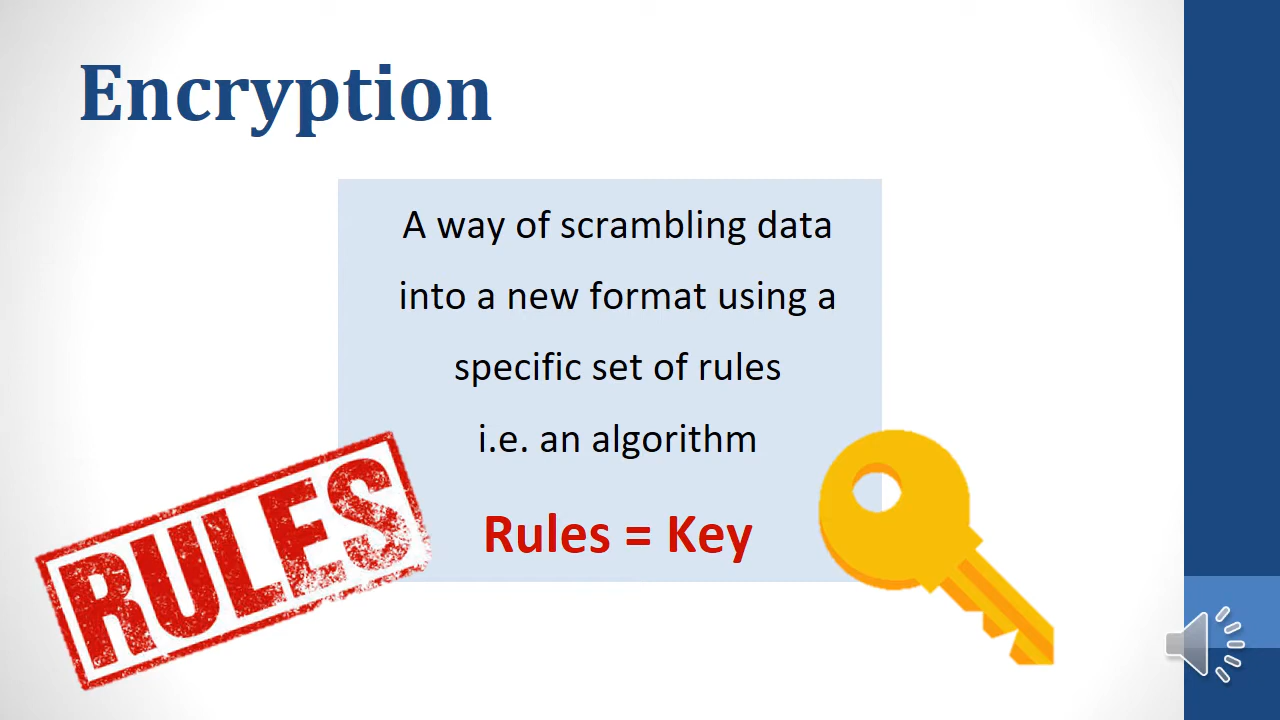 Encryption
A way of scrambling data
into a new format using a
specific set of rules
i.e. an algorithm
Rules = Key
RULES